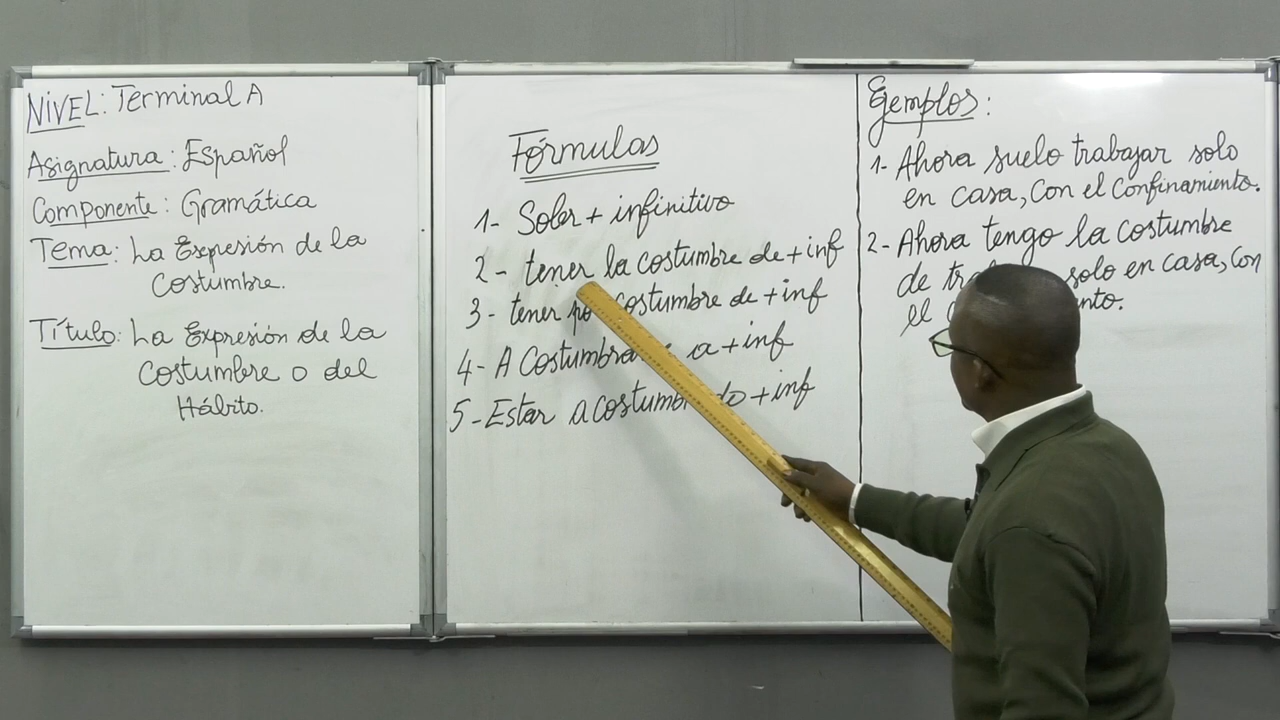 NIVEL: Terminal A
Asignatura: Español
Componente: Gramática
Tema: La Expresión de la
Costumbre.
Título: La Expresión de la
Costumbre o del
Hábito.
Fórmulas
1- Soler + infinitivo
2- tener la costumbre de + inf
3- tener costumbre de + inf
4- A a + inf
5- Estar + inf
Ejemplos:
1- Ahora suelo trabajar solo
en casa, con el confinamiento.
2- Ahora tengo la costumbre
de solo en casa, con
el